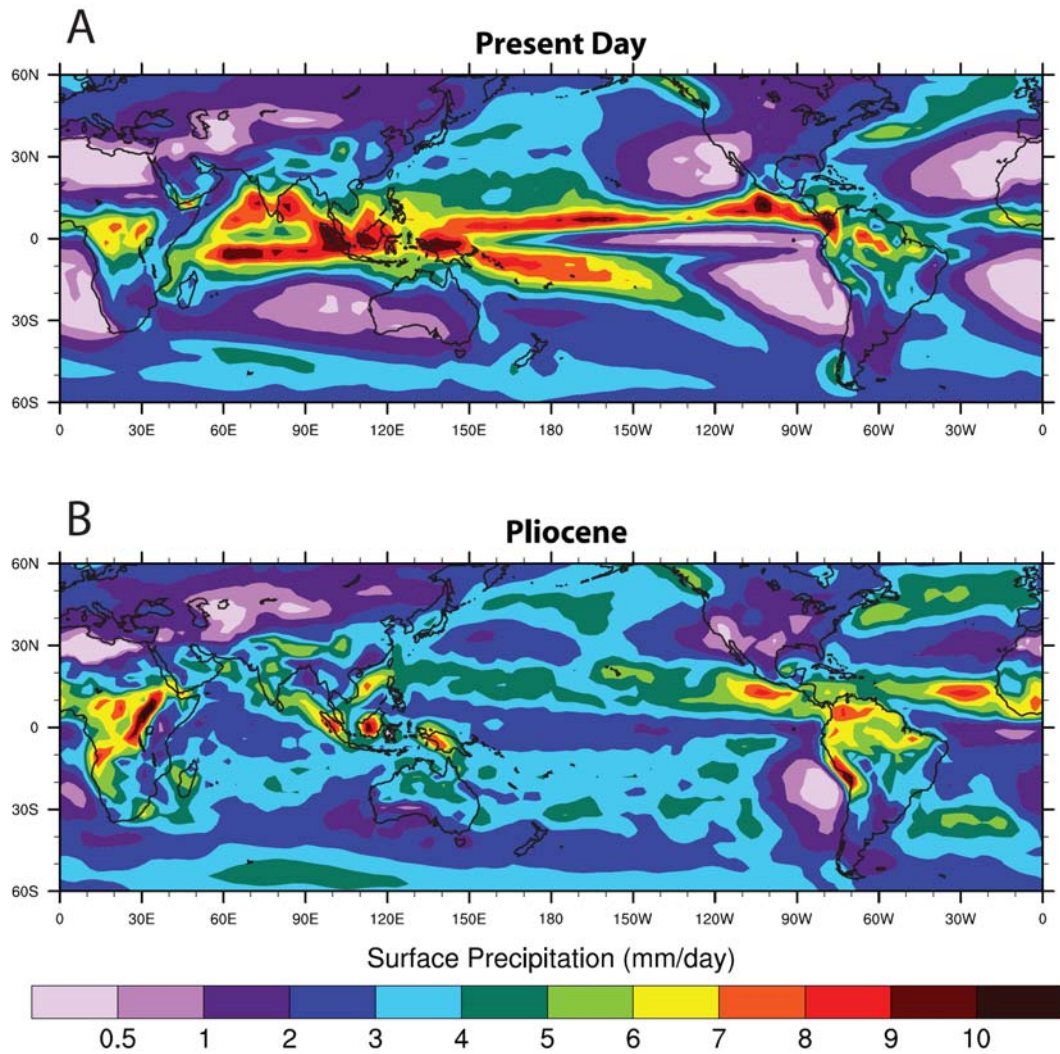 A
Present Day
60N
30N
0
30S
60S
0 30E 60E 90E 120E 150E 180 150W 120W 90W 60W 30W 0
B
Pliocene
60N
30N
0
30S
60S
0 30E 60E 90E 120E 150E 180 150W 120W 90W 60W 30W 0
Surface Precipitation (mm/day)
0.5 1 2 3 4 5 6 7 8 9 10